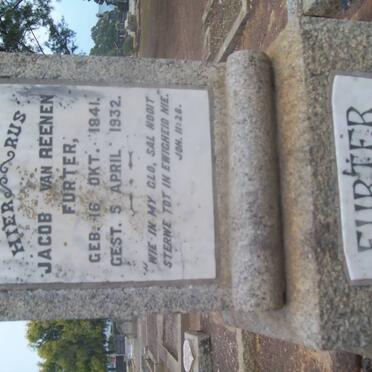 HIER RUS
JACOB VAN REENEN
FURTER,
GEB: 16 OKT. 1841.
GEST. 5 APRIL 1932.
"WIE IN MY GLO, SAL NOOIT
STERWE TOT IN EWIGHEID NIE."
JOH. 11:26.
FURTER